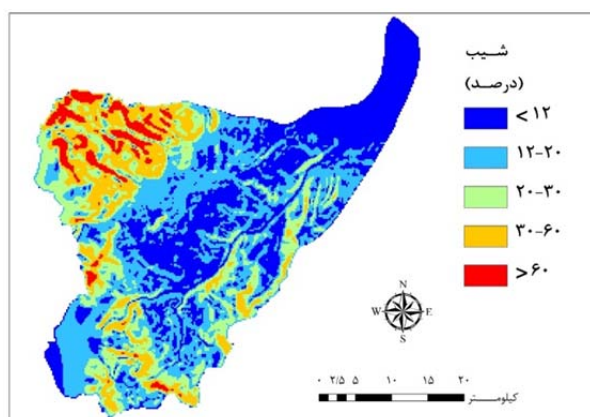 شیب
(درصد)
< ۱۲
۱۲-۲۰
۲۰-۳۰
۳۰-۶۰
> ۶۰
N
W E
S
۰ ۲/۵ ۵ ۱۰ ۱۵ ۲۰
کیلومتر